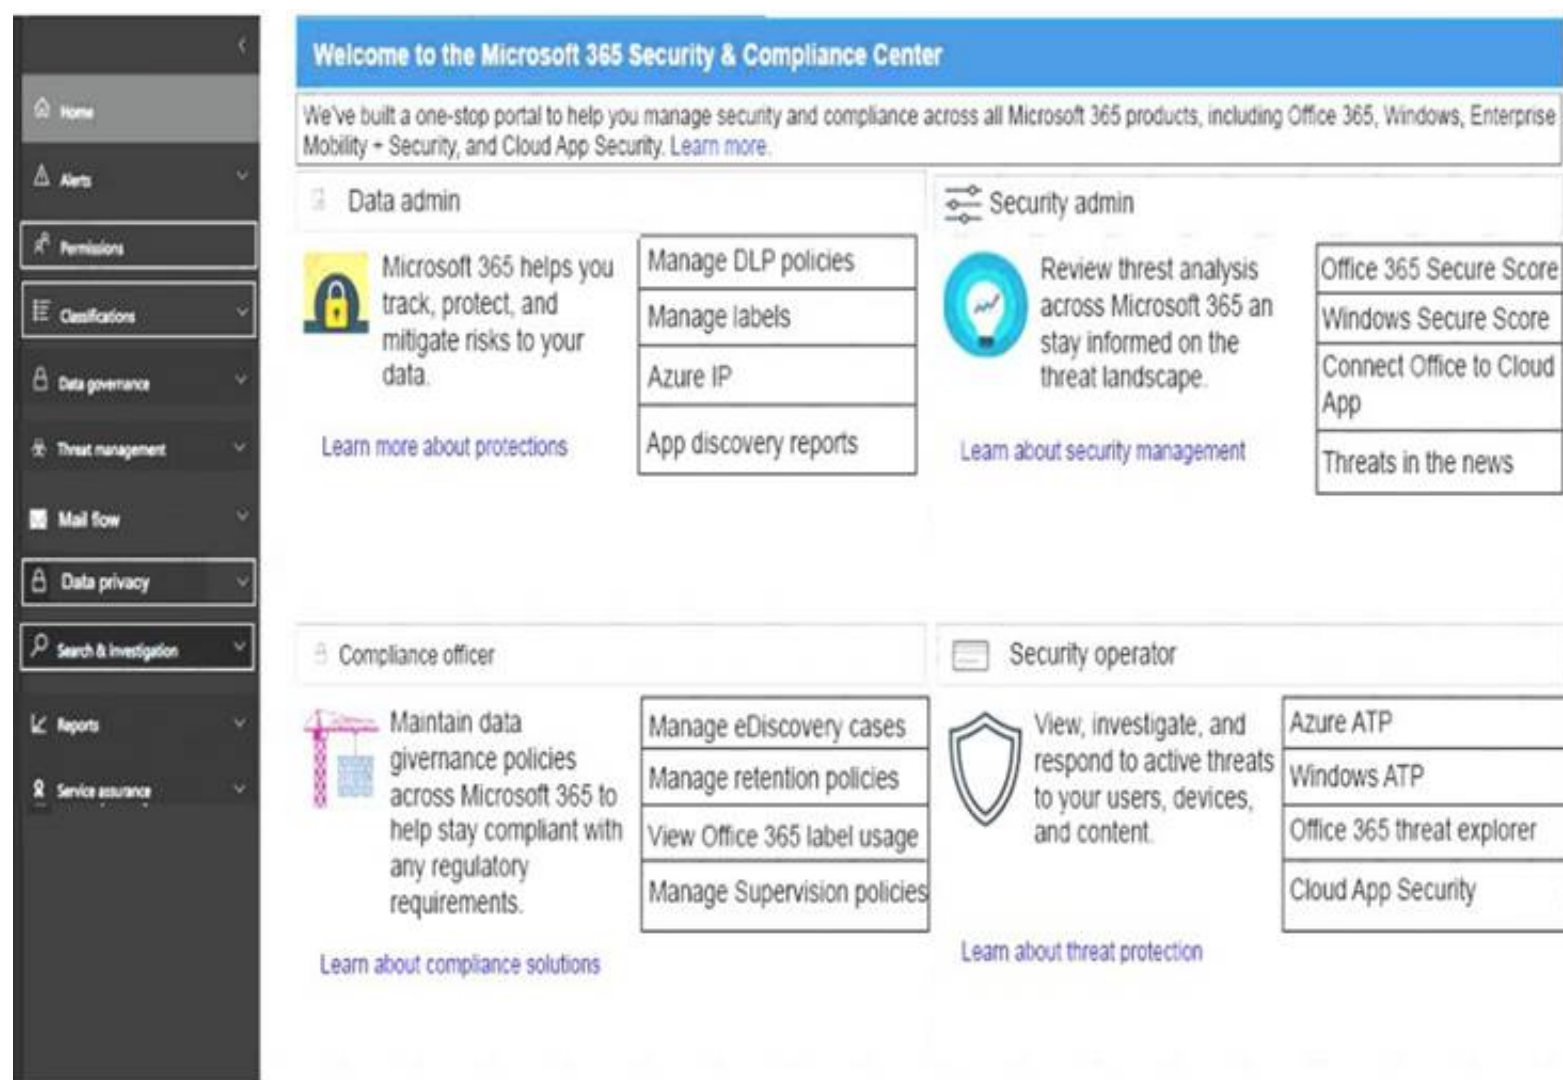 Home
Alerts
Permissions
Classifications
Data governance
Threat management
Mail flow
Data privacy
Search & investigation
Reports
Service assurance
Welcome to the Microsoft 365 Security & Compliance Center
We've built a one-stop portal to help you manage security and compliance across all Microsoft 365 products, including Office 365, Windows, Enterprise
Mobility + Security, and Cloud App Security. Learn more.
Data admin
Microsoft 365 helps you
track, protect, and
mitigate risks to your
data.
Learn more about protections
Manage DLP policies
Manage labels
Azure IP
App discovery reports
Security admin
Review threst analysis
across Microsoft 365 an
stay informed on the
threat landscape.
Learn about security management
Office 365 Secure Score
Windows Secure Score
Connect Office to Cloud
App
Threats in the news
Compliance officer
Maintain data
givernance policies
across Microsoft 365 to
help stay compliant with
any regulatory
requirements.
Learn about compliance solutions
Manage eDiscovery cases
Manage retention policies
View Office 365 label usage
Manage Supervision policies
Security operator
View, investigate, and
respond to active threats
to your users, devices,
and content.
Learn about threat protection
Azure ATP
Windows ATP
Office 365 threat explorer
Cloud App Security